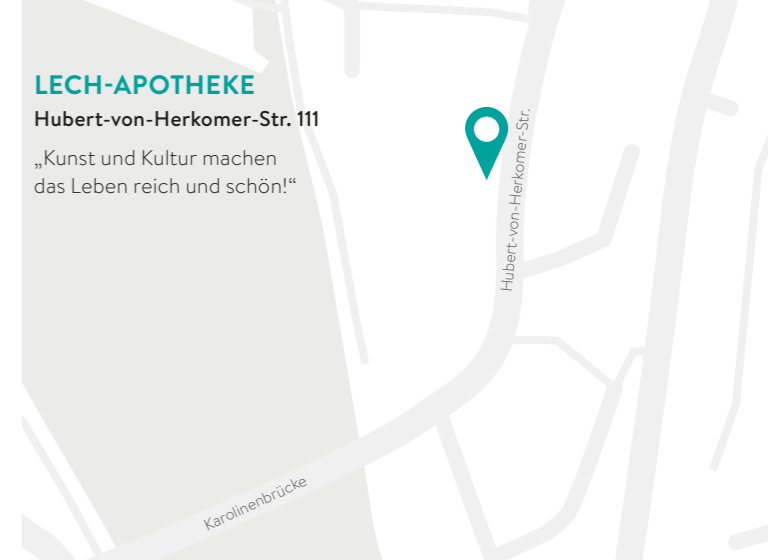 LECH-APOTHEKE
Hubert-von-Herkomer-Str. 111
„Kunst und Kultur machen
das Leben reich und schön!“
Hubert-von-Herkomer-Str.
Karolinenbrücke